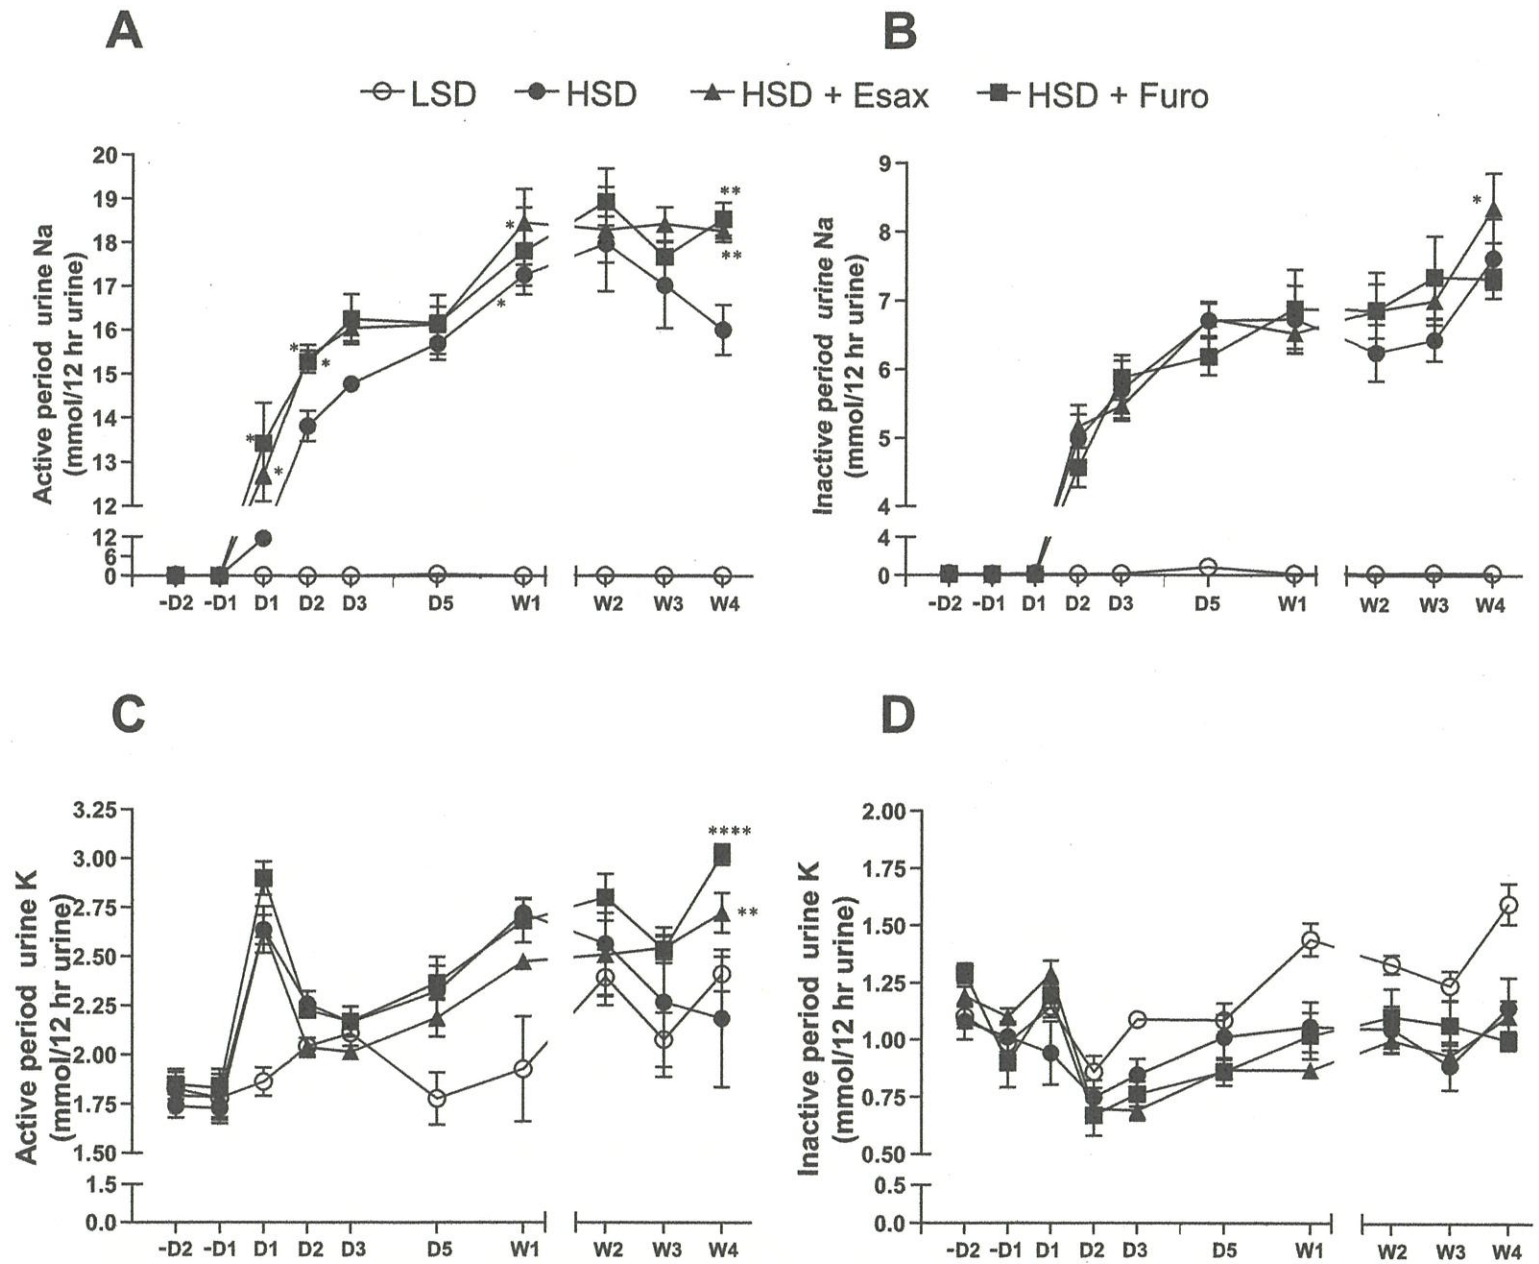 A
B
LSD HSD HSD + Esax HSD + Furo
Active period urine Na
(mmol/12 hr urine)
20
19
18
17
16
15
14
13
12
12
6
0
* * * * * * ** **
-D2 -D1 D1 D2 D3 D5 W1 W2 W3 W4
Inactive period urine Na
(mmol/12 hr urine)
9
8
7
6
5
4
4
0
*
-D2 -D1 D1 D2 D3 D5 W1 W2 W3 W4
C
D
Active period urine K
(mmol/12 hr urine)
3.25
3.00
2.75
2.50
2.25
2.00
1.75
1.50
1.5
0.0
****
**
-D2 -D1 D1 D2 D3 D5 W1 W2 W3 W4
Inactive period urine K
(mmol/12 hr urine)
2.00
1.75
1.50
1.25
1.00
0.75
0.50
0.5
0.0
-D2 -D1 D1 D2 D3 D5 W1 W2 W3 W4